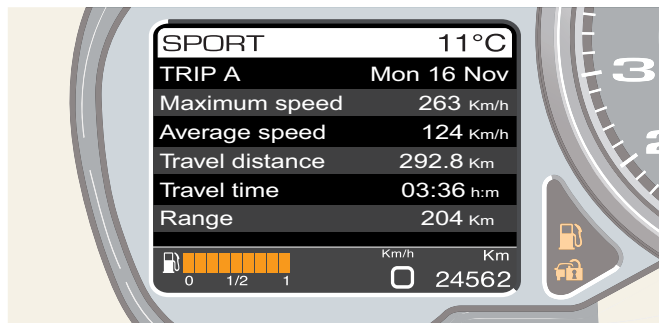 SPORT 11°C
TRIP A Mon 16 Nov
Maximum speed 263 Km/h
Average speed 124 Km/h
Travel distance 292.8 Km
Travel time 03:36 h:m
Range 204 Km
Km/h Km
0 1/2 1 0 24562
3